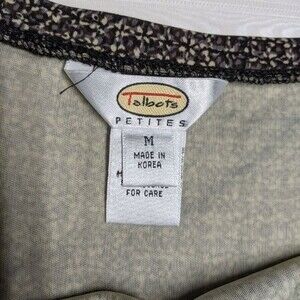 Talbots
PETITES
M
MADE IN
KOREA
FOR CARE